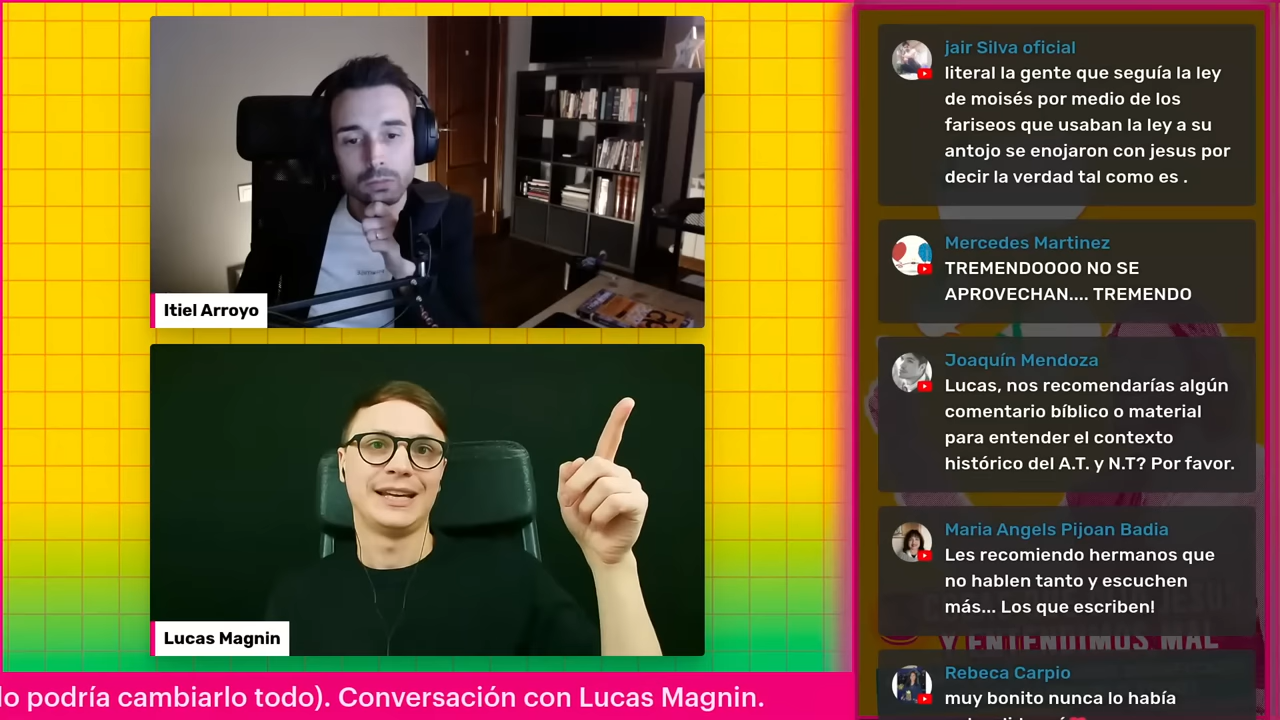 Itiel Arroyo
Lucas Magnin
lo podría cambiarlo todo). Conversación con Lucas Magnin.
jair Silva oficial
literal la gente que seguía la ley
de moisés por medio de los
fariseos que usaban la ley a su
antojo se enojaron con jesus por
decir la verdad tal como es .
Mercedes Martinez
TREMENDOOOO NO SE
APROVECHAN.... TREMENDO
Joaquín Mendoza
Lucas, nos recomendarías algún
comentario bíblico o material
para entender el contexto
histórico del A.T. y N.T? Por favor.
Maria Angels Pijoan Badia
Les recomiendo hermanos que
no hablen tanto y escuchen
más... Los que escriben!
Y ENTENDIMOS MAL
Rebeca Carpio
muy bonito nunca lo había